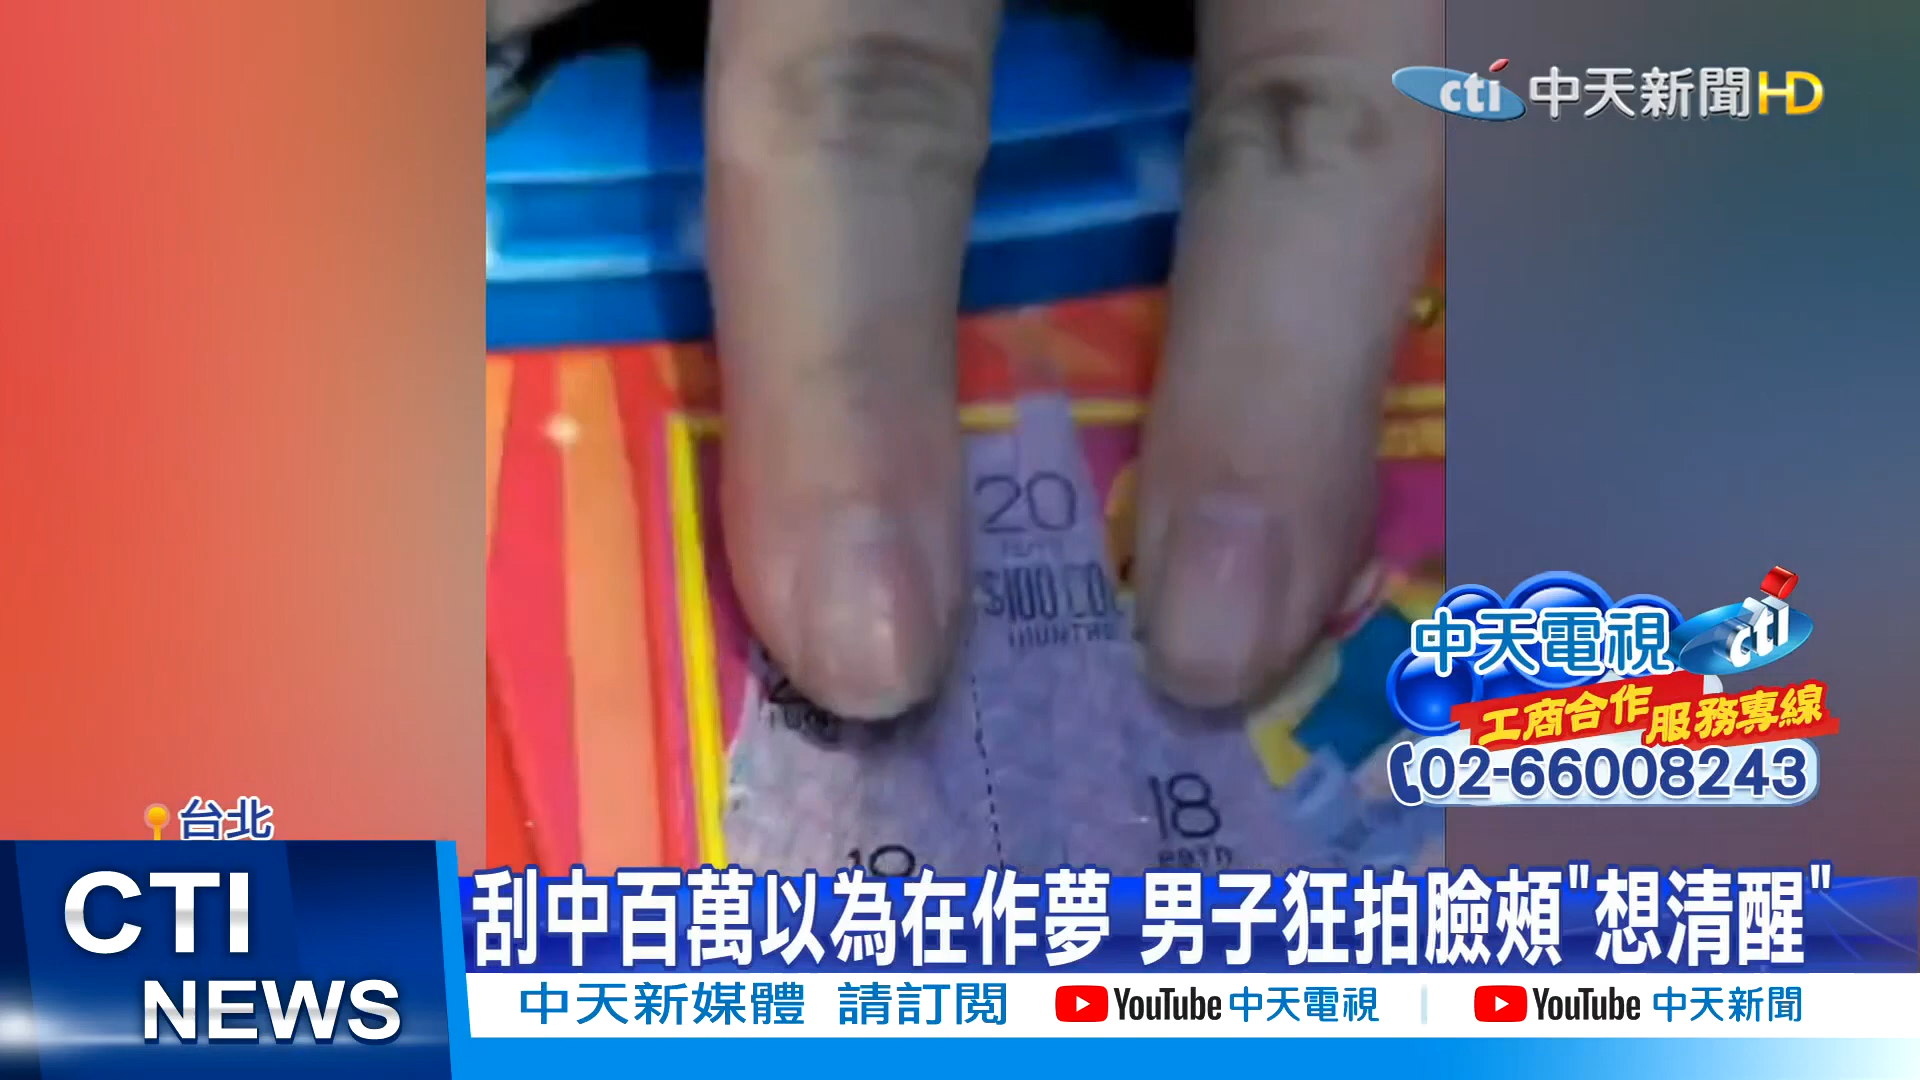 cti 中天新聞HD
20
18
中天電視 cti
工商合作 服務專線
02-66008243
台北
CTI
NEWS
刮中百萬以為在作夢 男子狂拍臉頰"想清醒"
中天新媒體 請訂閱 YouTube 中天電視 | YouTube 中天新聞